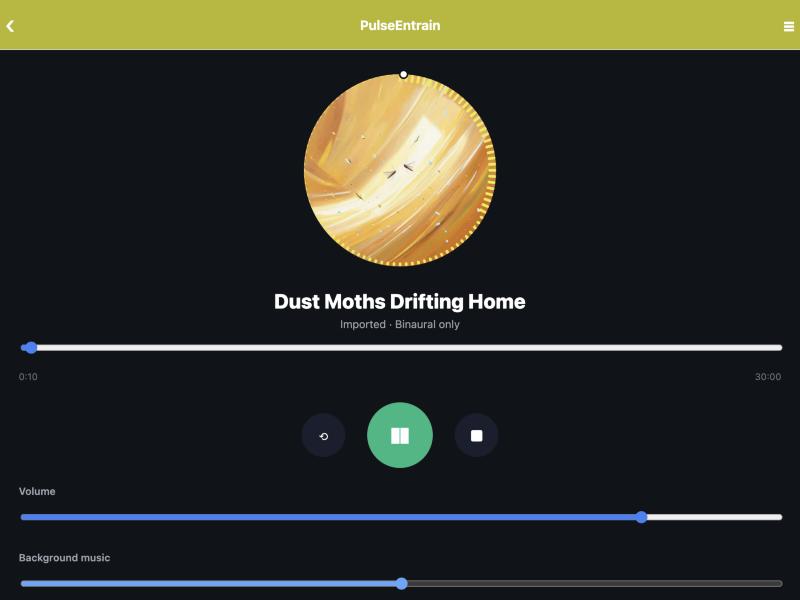 PulseEntrain
Dust Moths Drifting Home
Imported · Binaural only
0:10
30:00
Volume
Background music